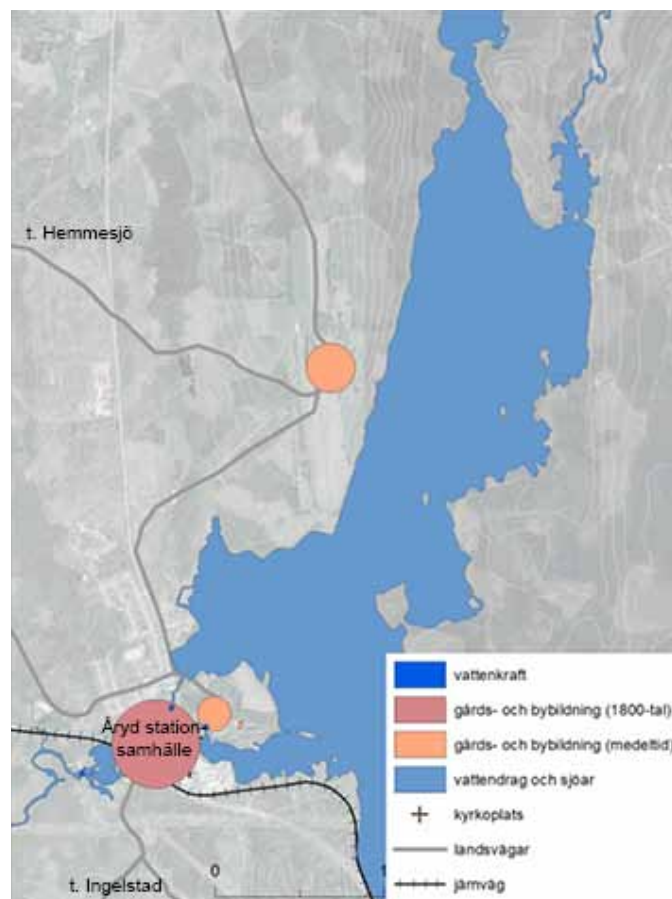 t. Hemmesjö
Åryd station-
samhälle
t. Ingelstad
0
1
vattenkraft
gårds- och bybildning (1800-tal)
gårds- och bybildning (medeltid)
vattendrag och sjöar
kyrkoplats
landsvägar
järnväg